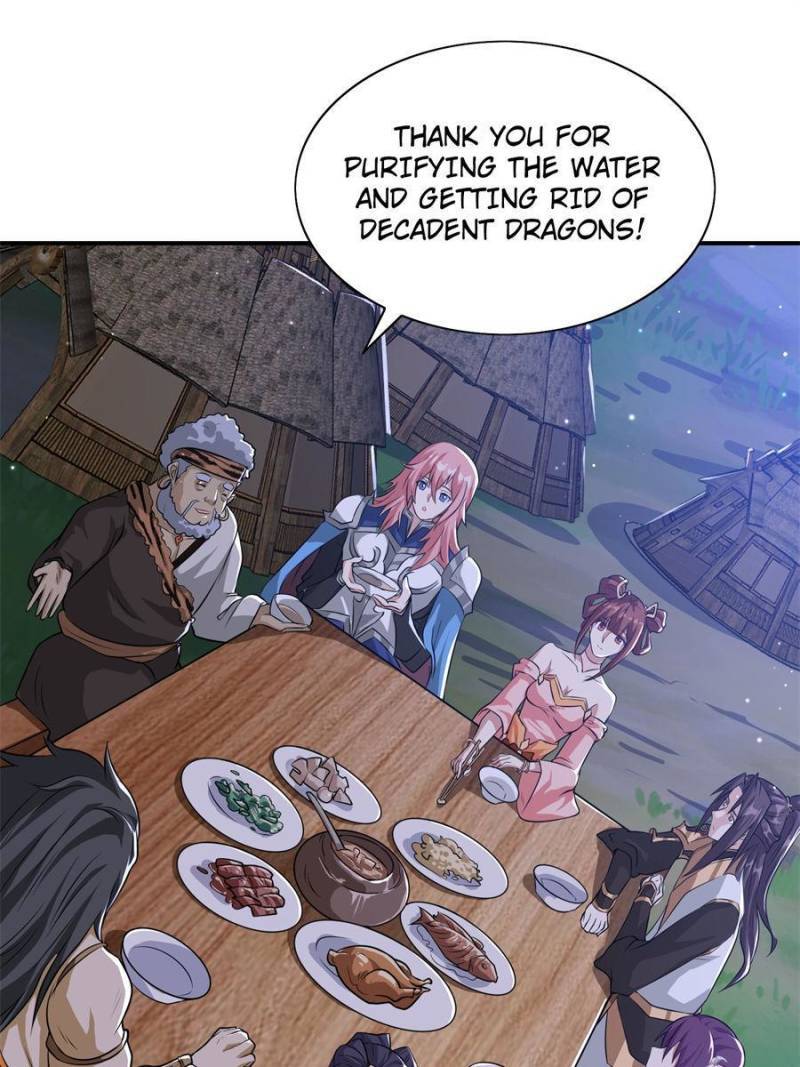 THANK YOU FOR
PURIFYING THE WATER
AND GETTING RID OF
DECADENT DRAGONS!